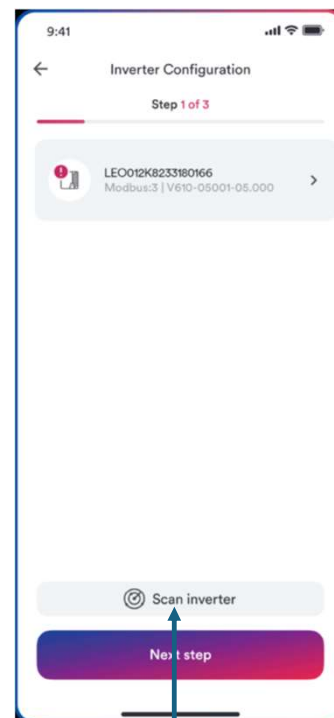 9:41
Inverter Configuration
Step 1 of 3
LEO012K8233180166
Modbus:3 | V610-05001-05.000
Scan inverter
Next step